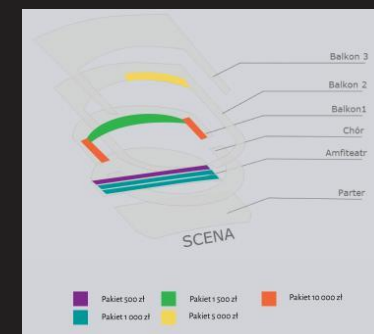 Balkon 3
Balkon 2
Balkon1
Chór
Amfiteatr
Parter
SCENA
Pakiet 500 zł
Pakiet 1 500 zł
Pakiet 10 000 zł
Pakiet 1 000 zł
Pakiet 5 000 zł